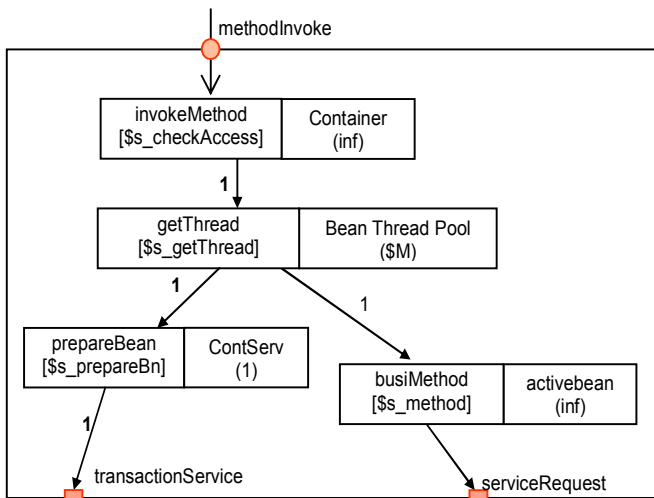 methodInvoke
invokeMethod
[$s_checkAccess]
Container
(inf)
1
getThread
[$s_getThread]
Bean Thread Pool
($M)
1
1
prepareBean
[$s_prepareBn]
ContServ
(1)
busiMethod
[$s_method]
activebean
(inf)
1
transactionService
serviceRequest